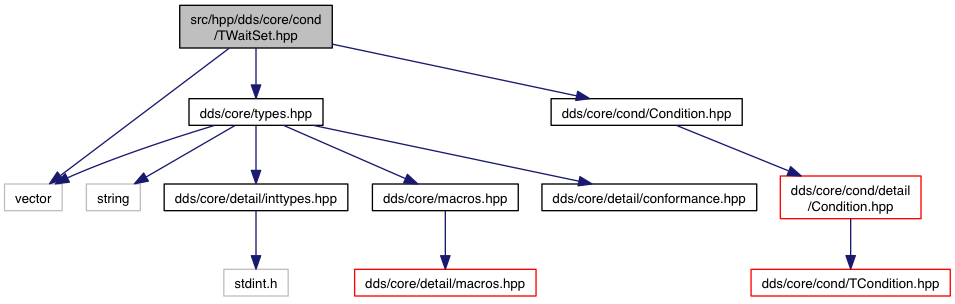 src/hpp/dds/core/cond
/TWaitSet.hpp
dds/core/types.hpp
dds/core/cond/Condition.hpp
vector
string
dds/core/detail/inttypes.hpp
dds/core/macros.hpp
dds/core/detail/conformance.hpp
dds/core/cond/detail
/Condition.hpp
stdint.h
dds/core/detail/macros.hpp
dds/core/cond/TCondition.hpp